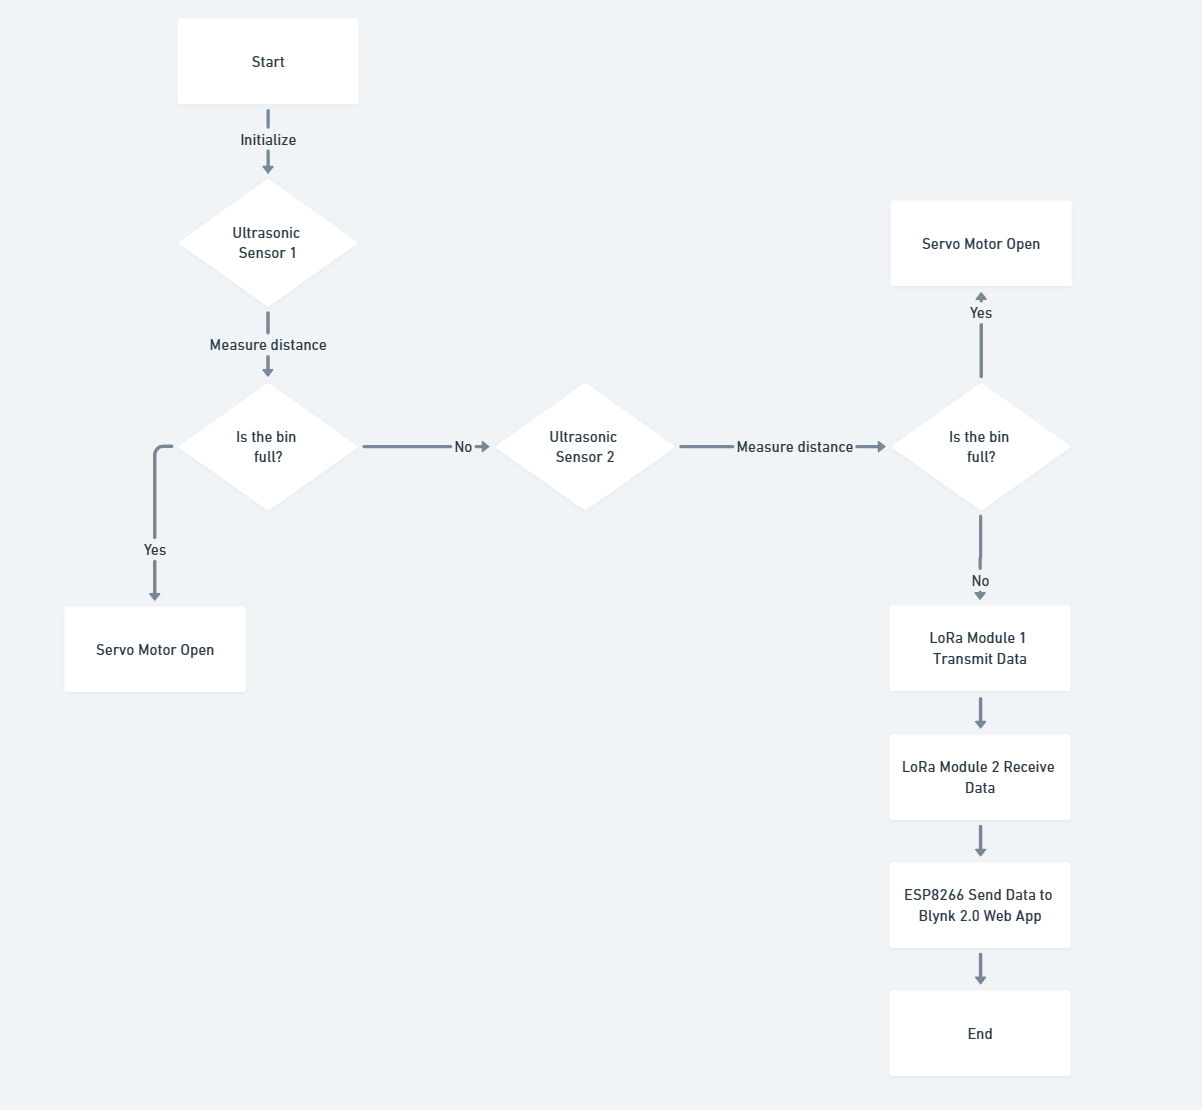 Start
Initialize
Ultrasonic
Sensor 1
Measure distance
Is the bin
full?
No
Ultrasonic
Sensor 2
Measure distance
Is the bin
full?
Yes
Servo Motor Open
Yes
Servo Motor Open
No
LoRa Module 1
Transmit Data
LoRa Module 2 Receive
Data
ESP8266 Send Data to
Blynk 2.0 Web App
End